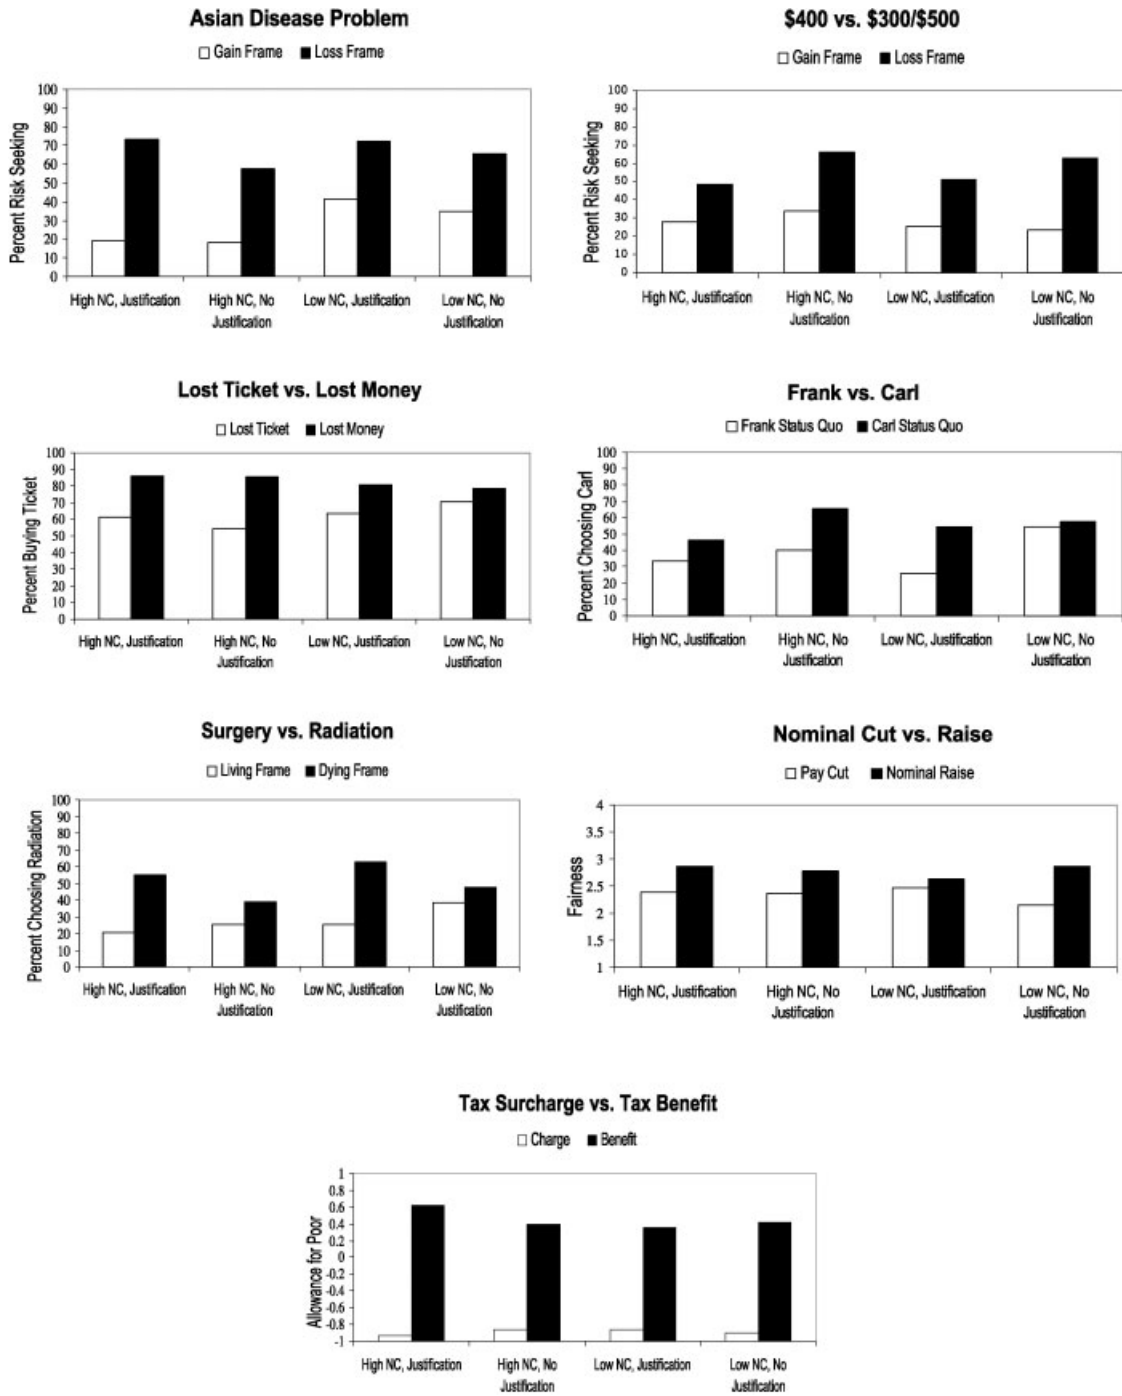 Asian Disease Problem
Gain Frame Loss Frame
Percent Risk Seeking
100
90
80
70
60
50
40
30
20
10
0
High NC, Justification
High NC, No
Justification
Low NC, Justification
Low NC, No
Justification
$400 vs. $300/$500
Gain Frame Loss Frame
Percent Risk Seeking
100
90
80
70
60
50
40
30
20
10
0
High NC, Justification
High NC, No
Justification
Low NC, Justification
Low NC, No
Justification
Lost Ticket vs. Lost Money
Lost Ticket Lost Money
Percent Buying Ticket
100
90
80
70
60
50
40
30
20
10
0
High NC, Justification
High NC, No
Justification
Low NC, Justification
Low NC, No
Justification
Frank vs. Carl
Frank Status Quo Carl Status Quo
Percent Choosing Carl
100
90
80
70
60
50
40
30
20
10
0
High NC, Justification
High NC, No
Justification
Low NC, Justification
Low NC, No
Justification
Surgery vs. Radiation
Living Frame Dying Frame
Percent Choosing Radiation
100
90
80
70
60
50
40
30
20
10
0
High NC, Justification
High NC, No
Justification
Low NC, Justification
Low NC, No
Justification
Nominal Cut vs. Raise
Pay Cut Nominal Raise
Fairness
4
3.5
3
2.5
2
1.5
1
High NC, Justification
High NC, No
Justification
Low NC, Justification
Low NC, No
Justification
Tax Surcharge vs. Tax Benefit
Charge Benefit
Allowance for Poor
1
0.8
0.6
0.4
0.2
0
-0.2
-0.4
-0.6
-0.8
-1
High NC, Justification
High NC, No
Justification
Low NC, Justification
Low NC, No
Justification